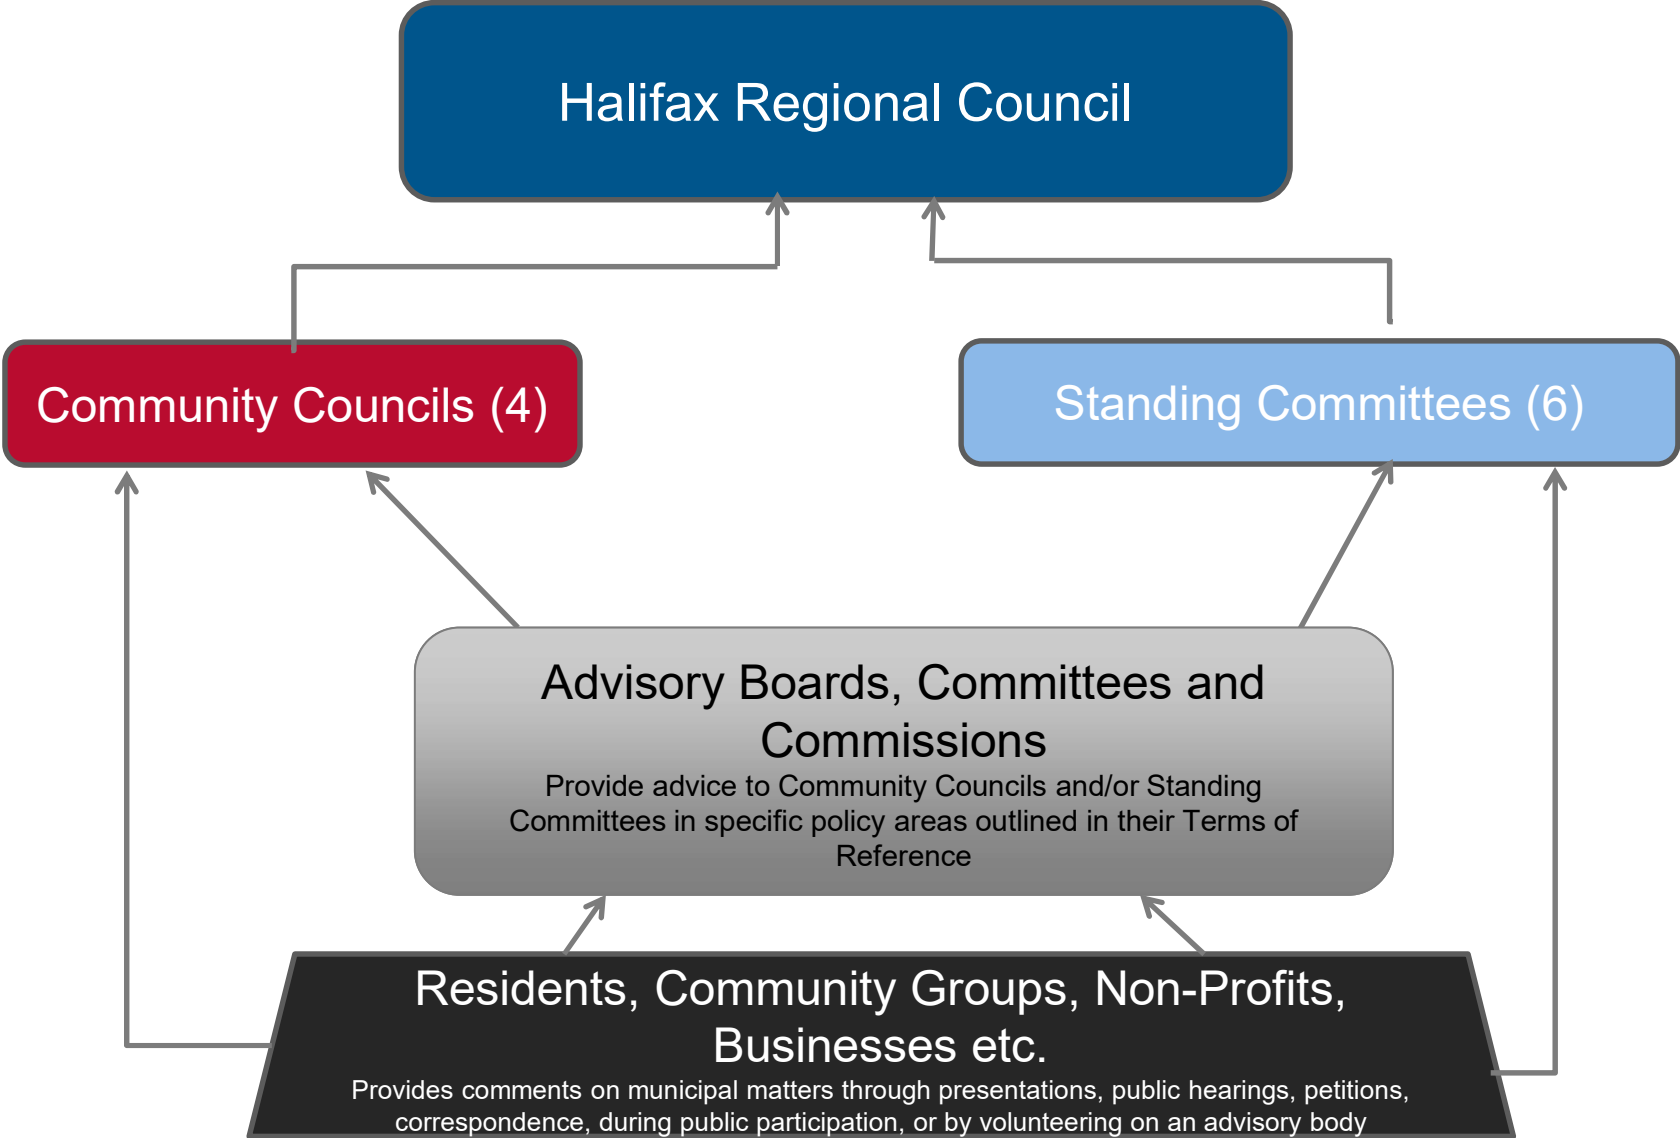 Halifax Regional Council
Community Councils (4)
Standing Committees (6)
Advisory Boards, Committees and
Commissions
Provide advice to Community Councils and/or Standing
Committees in specific policy areas outlined in their Terms of
Reference
Residents, Community Groups, Non-Profits,
Businesses etc.
Provides comments on municipal matters through presentations, public hearings, petitions,
correspondence, during public participation, or by volunteering on an advisory body